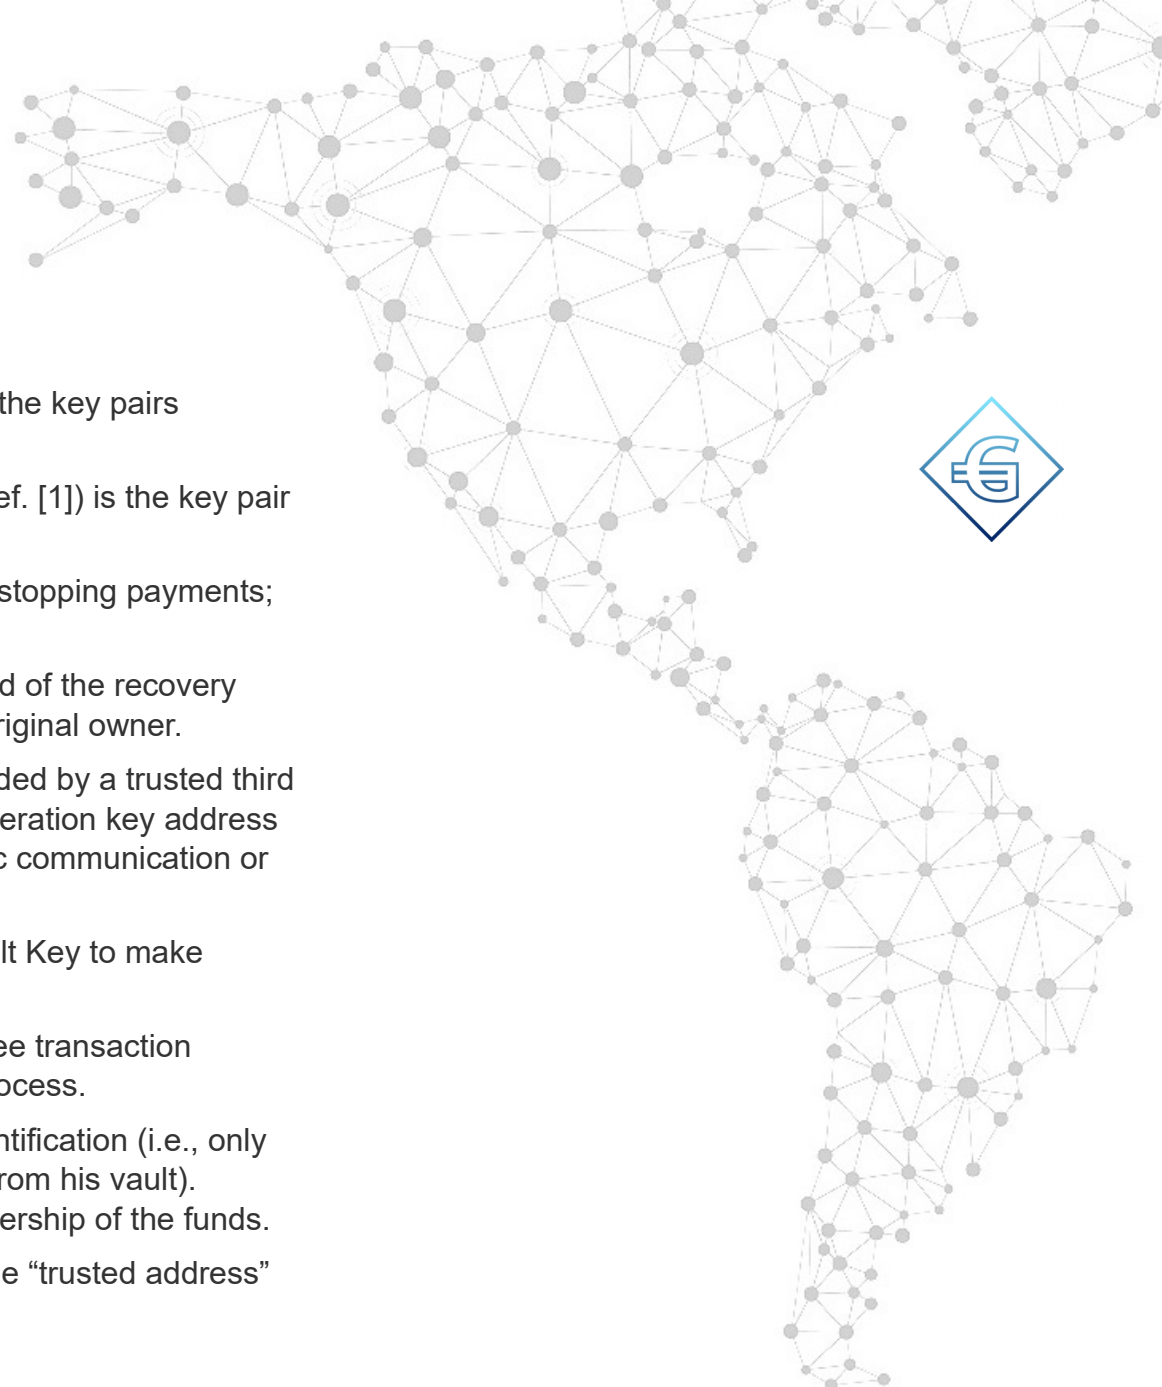 the key pairs
ef. [1]) is the key pair
stopping payments;
d of the recovery
riginal owner.
ded by a trusted third
eration key address
c communication or
lt Key to make
ee transaction
ocess.
ntification (i.e., only
rom his vault).
ership of the funds.
e “trusted address”